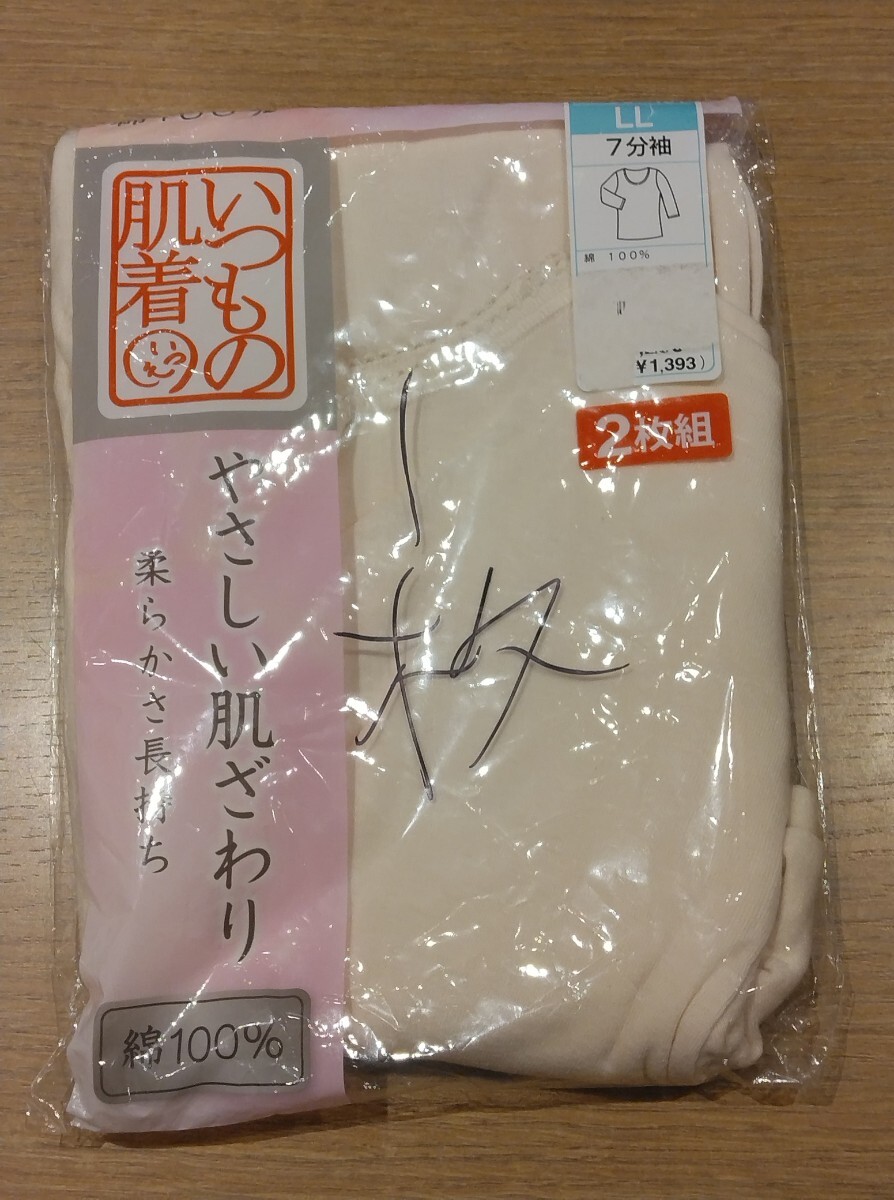 いつもの
肌着
やさしい肌ざわり
柔らかさ長持ち
綿100%
LL
7分袖
綿 100%
¥1,393)
2枚組
1
枚